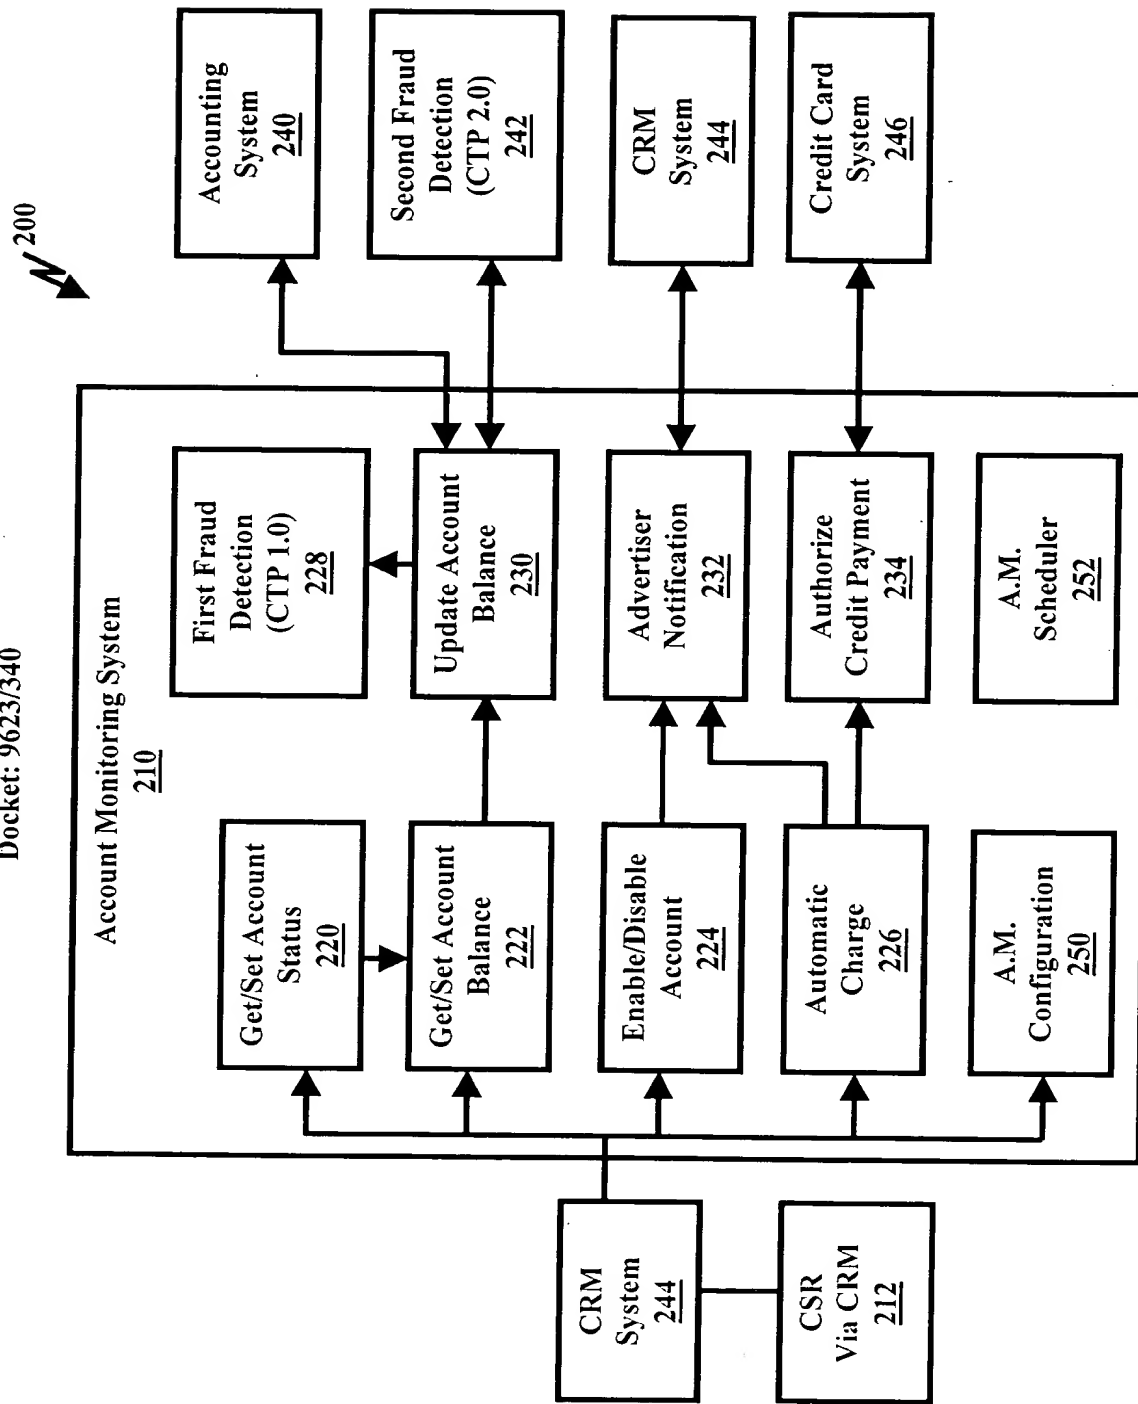 Docket: 9623/340
200
Account Monitoring System
210
Get/Set Account
Status
220
Get/Set Account
Balance
222
Enable/Disable
Account
224
Automatic
Charge
226
A.M.
Configuration
250
First Fraud
Detection
(CTP 1.0)
228
Update Account
Balance
230
Advertiser
Notification
232
Authorize
Credit Payment
234
A.M.
Scheduler
252
Accounting
System
240
Second Fraud
Detection
(CTP 2.0)
242
CRM
System
244
Credit Card
System
246
CRM
System
244
CSR
Via CRM
212